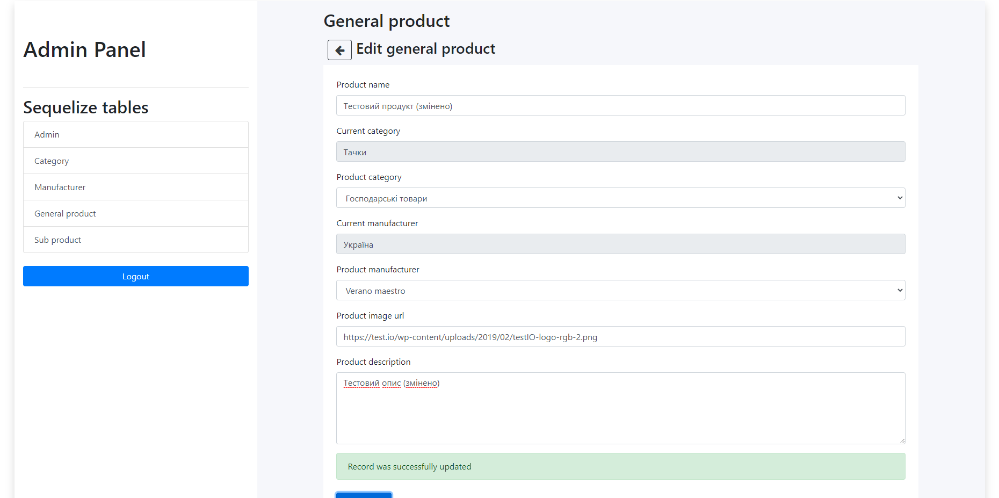 Admin Panel
Sequelize tables
Admin
Category
Manufacturer
General product
Sub product
Logout
General product
Edit general product
Product name
Тестовий продукт (змінено)
Current category
Тачки
Product category
Господарські товари
Current manufacturer
Україна
Product manufacturer
Verano maestro
Product image url
https://test.io/wp-content/uploads/2019/02/testIO-logo-rgb-2.png
Product description
Тестовий опис (змінено)
Record was successfully updated